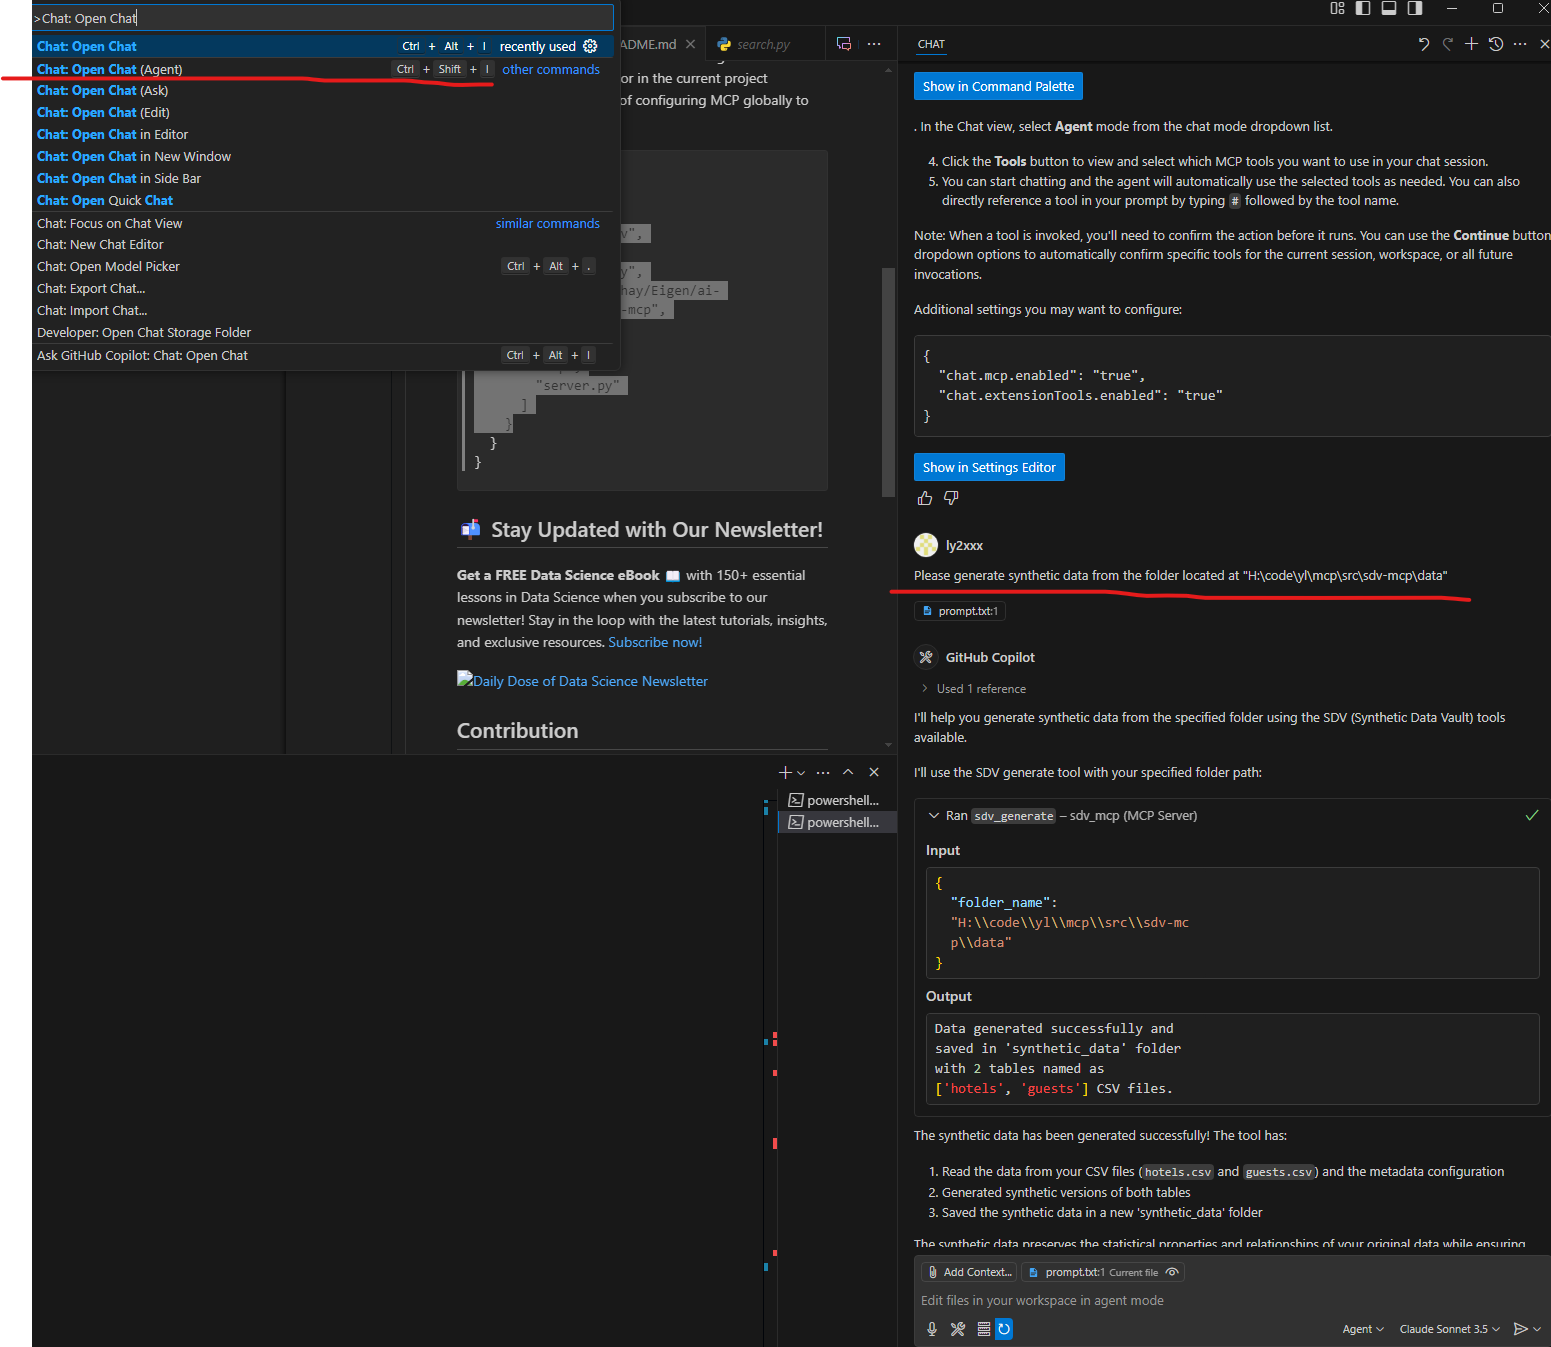 >Chat: Open Chat
Chat: Open Chat Ctrl + Alt + I recently used
Chat: Open Chat (Agent) Ctrl + Shift + I other commands
Chat: Open Chat (Ask)
Chat: Open Chat (Edit)
Chat: Open Chat in Editor
Chat: Open Chat in New Window
Chat: Open Chat in Side Bar
Chat: Open Quick Chat
Chat: Focus on Chat View similar commands
Chat: New Chat Editor
Chat: Open Model Picker Ctrl + Alt + .
Chat: Export Chat...
Chat: Import Chat...
Developer: Open Chat Storage Folder
Ask GitHub Copilot: Chat: Open Chat Ctrl + Alt + I
ADME.md search.py ...
or in the current project
of configuring MCP globally to
v",
y",
hay/Eigen/ai-
-mcp",
"server.py"
]
}
}
}
Stay Updated with Our Newsletter!
Get a FREE Data Science eBook with 150+ essential
lessons in Data Science when you subscribe to our
newsletter! Stay in the loop with the latest tutorials, insights,
and exclusive resources. Subscribe now!
Daily Dose of Data Science Newsletter
Contribution
powershell...
powershell...
CHAT
Show in Command Palette
. In the Chat view, select Agent mode from the chat mode dropdown list.
4. Click the Tools button to view and select which MCP tools you want to use in your chat session.
5. You can start chatting and the agent will automatically use the selected tools as needed. You can also
directly reference a tool in your prompt by typing # followed by the tool name.
Note: When a tool is invoked, you'll need to confirm the action before it runs. You can use the Continue button
dropdown options to automatically confirm specific tools for the current session, workspace, or all future
invocations.
Additional settings you may want to configure:
{
"chat.mcp.enabled": "true",
"chat.extensionTools.enabled": "true"
}
Show in Settings Editor
ly2xxx
Please generate synthetic data from the folder located at "H:\code\yl\mcp\src\sdv-mcp\data"
prompt.txt:1
GitHub Copilot
Used 1 reference
I'll help you generate synthetic data from the specified folder using the SDV (Synthetic Data Vault) tools
available.
I'll use the SDV generate tool with your specified folder path:
Ran sdv_generate – sdv_mcp (MCP Server)
Input
{
"folder_name":
"H:\\code\\yl\\mcp\\src\\sdv-mc
p\\data"
}
Output
Data generated successfully and
saved in 'synthetic_data' folder
with 2 tables named as
['hotels', 'guests'] CSV files.
The synthetic data has been generated successfully! The tool has:
1. Read the data from your CSV files (hotels.csv and guests.csv) and the metadata configuration
2. Generated synthetic versions of both tables
3. Saved the synthetic data in a new 'synthetic_data' folder
The synthetic data preserves the statistical properties and relationships of your original data while ensuring
Add Context... prompt.txt:1 Current file
Edit files in your workspace in agent mode
Agent Claude Sonnet 3.5